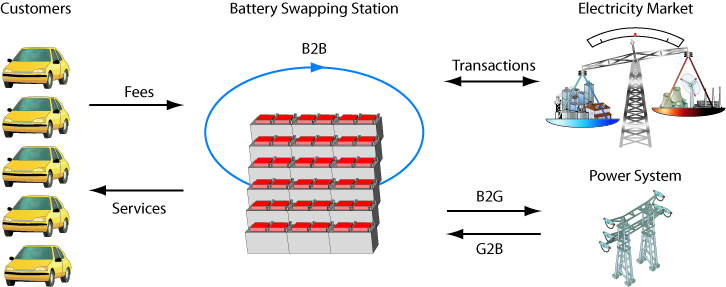 Customers
Battery Swapping Station
Electricity Market
B2B
Transactions
Fees
Services
Power System
B2G
G2B